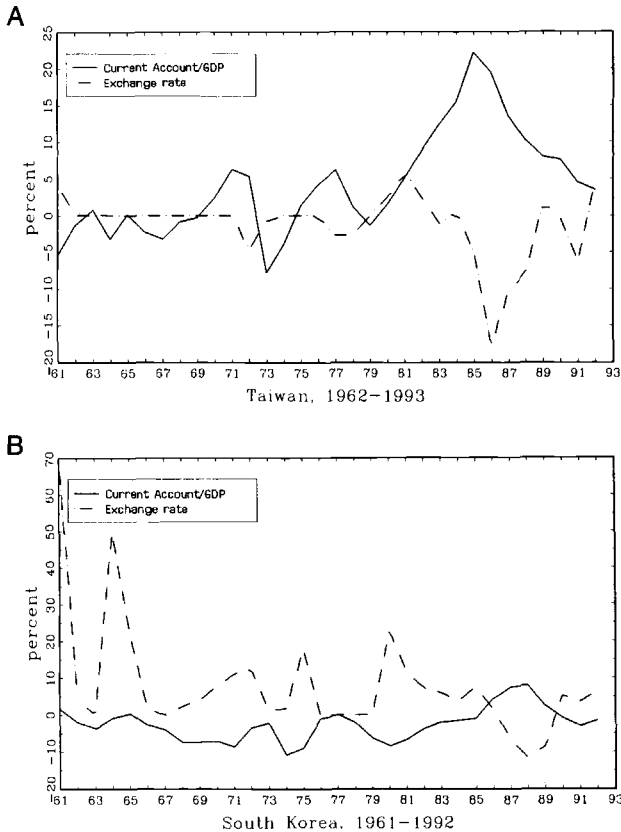 A
25
20
15
10
5
0
-5
-10
-15
-20
percent
Current Account/GDP
Exchange rate
'61 63 65 67 69 71 73 75 77 79 81 83 85 87 89 91 93
Taiwan, 1962-1993
B
70
60
50
40
30
20
10
0
-10
-20
percent
Current Account/GDP
Exchange rate
'61 63 65 67 69 71 73 75 77 79 81 83 85 87 89 91 93
South Korea, 1961-1992